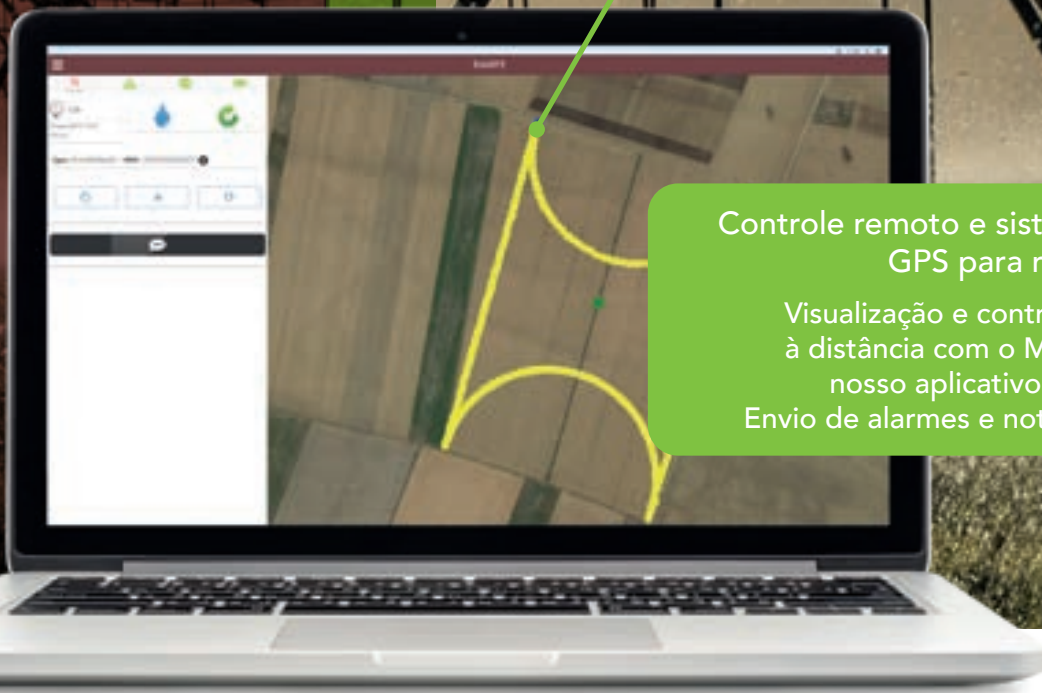 Controle remoto e sist
GPS para
Visualização e contr
à distância com o M
nosso aplicativo
Envio de alarmes e not